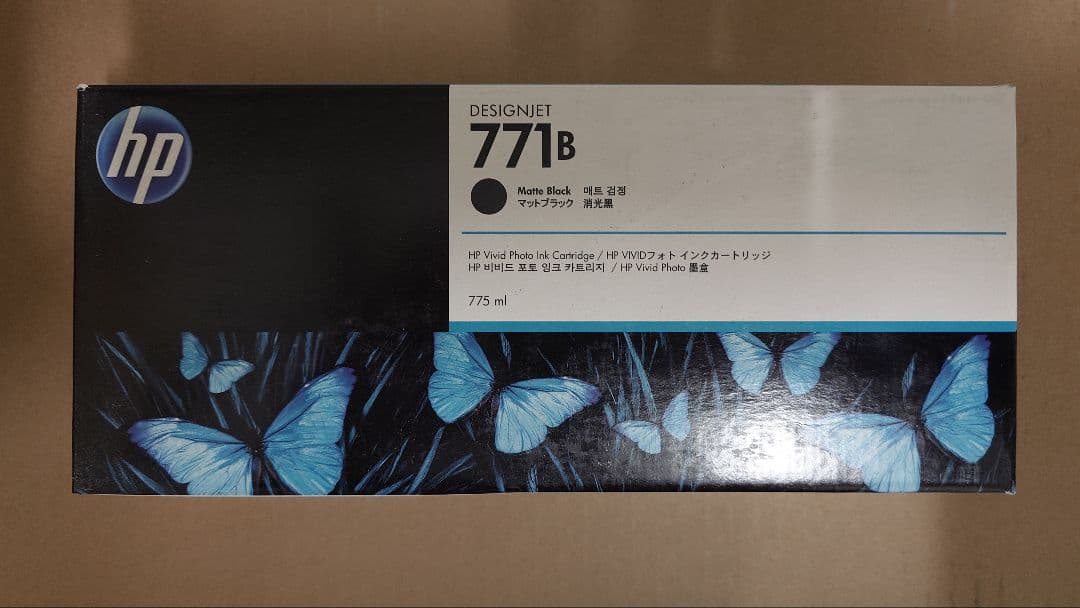 hp
DESIGNJET
771B
Matte Black 매트 검정
マットブラック 消光黒
HP Vivid Photo Ink Cartridge / HP VIVIDフォト インクカートリッジ
HP 비비드 포토 잉크 카트리지 / HP Vivid Photo 墨盒
775 ml